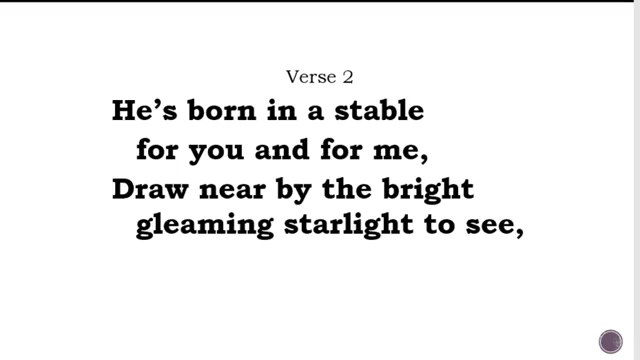 Verse 2
He's born in a stable
for you and for me,
Draw near by the bright
gleaming starlight to see,